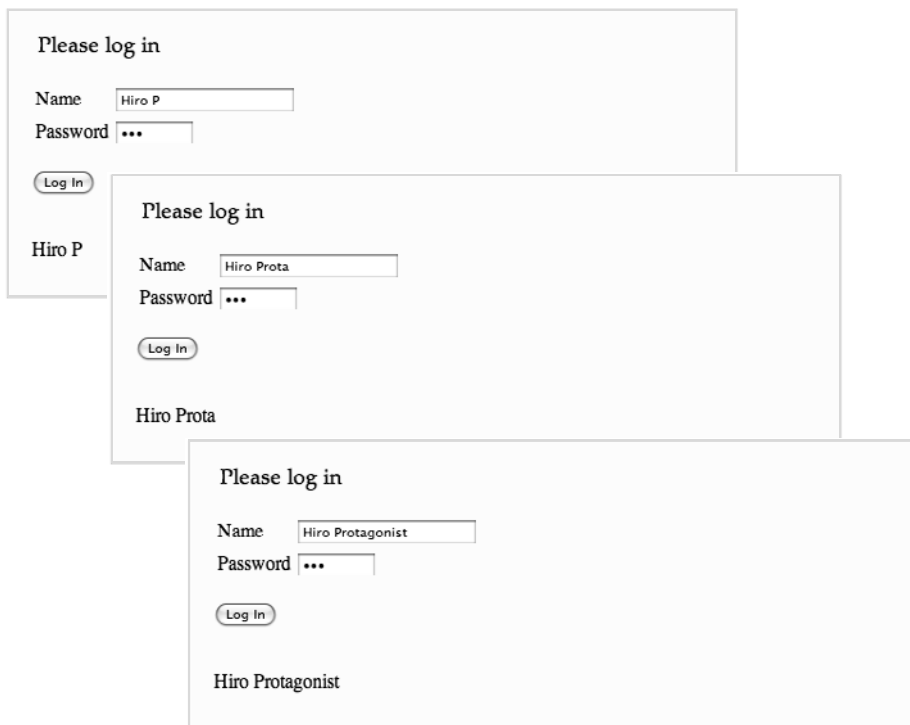 Please log in
Name Hiro P
Password •••
Log In
Hiro P
Please log in
Name Hiro Prota
Password •••
Log In
Hiro Prota
Please log in
Name Hiro Protagonist
Password •••
Log In
Hiro Protagonist